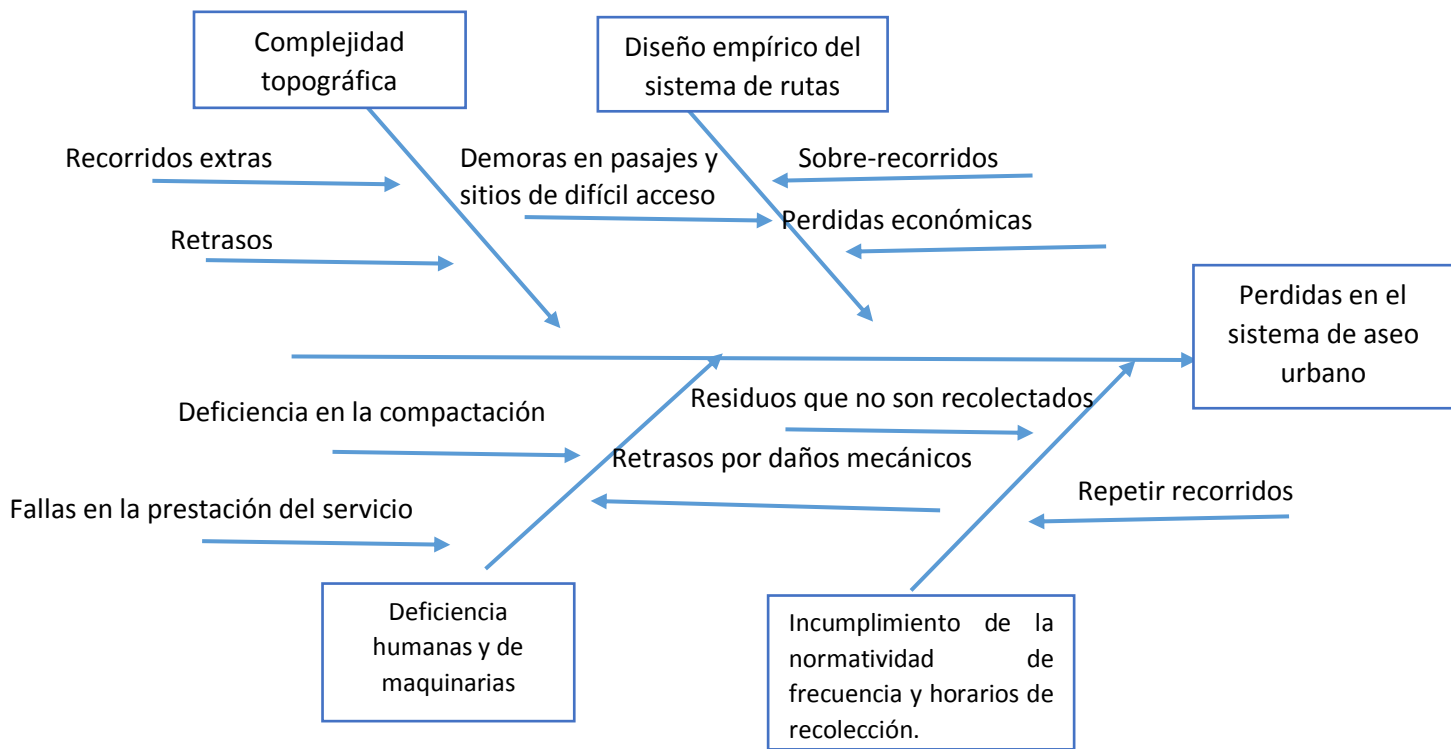 Complejidad
topográfica
Diseño empírico del
sistema de rutas
Recorridos extras
Demoras en pasajes y
sitios de difícil acceso
Sobre-recorridos
Retrasos
Perdidas económicas
Perdidas en el
sistema de aseo
urbano
Deficiencia en la compactación
Residuos que no son recolectados
Retrasos por daños mecánicos
Fallas en la prestación del servicio
Repetir recorridos
Deficiencia
humanas y de
maquinarias
Incumplimiento de la
normatividad de
frecuencia y horarios de
recolección.